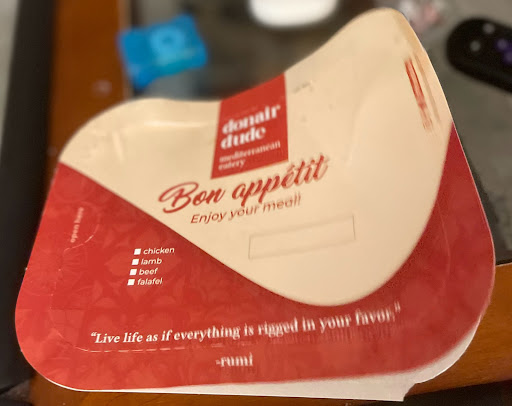 donair
dude
mediterranean
eatery
Bon appétit
Enjoy your meal!
open here
chicken
lamb
beef
falafel
"Live life as if everything is rigged in your favor."
-rumi